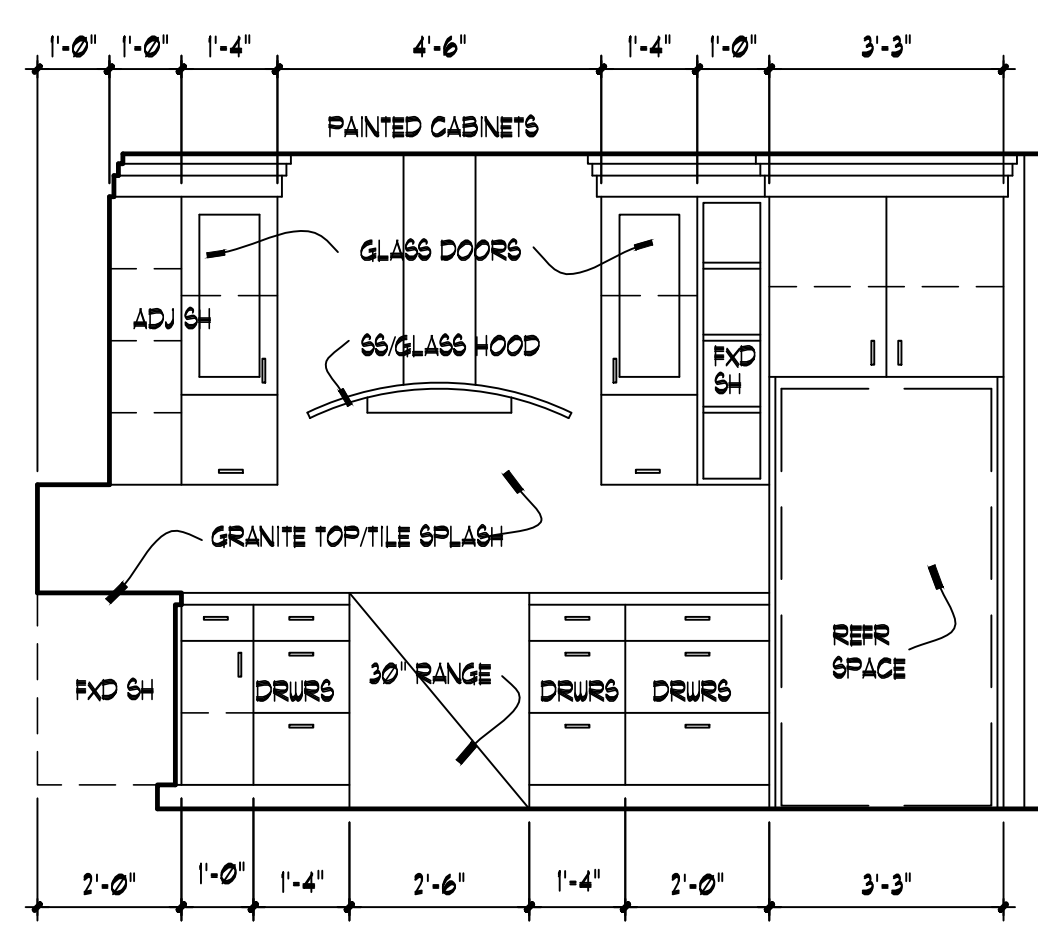 1'-0" 1'-0" 1'-4" 4'-6" 1'-4" 1'-0" 3'-3"
PAINTED CABINETS
GLASS DOORS
ADJ SH
SS/GLASS HOOD
FXD
SH
GRANITE TOP/TILE SPLASH
REFR
SPACE
30" RANGE
FXD SH
DRWRS
DRWRS
DRWRS
2'-0" 1'-0" 1'-4" 2'-6" 1'-4" 2'-0" 3'-3"